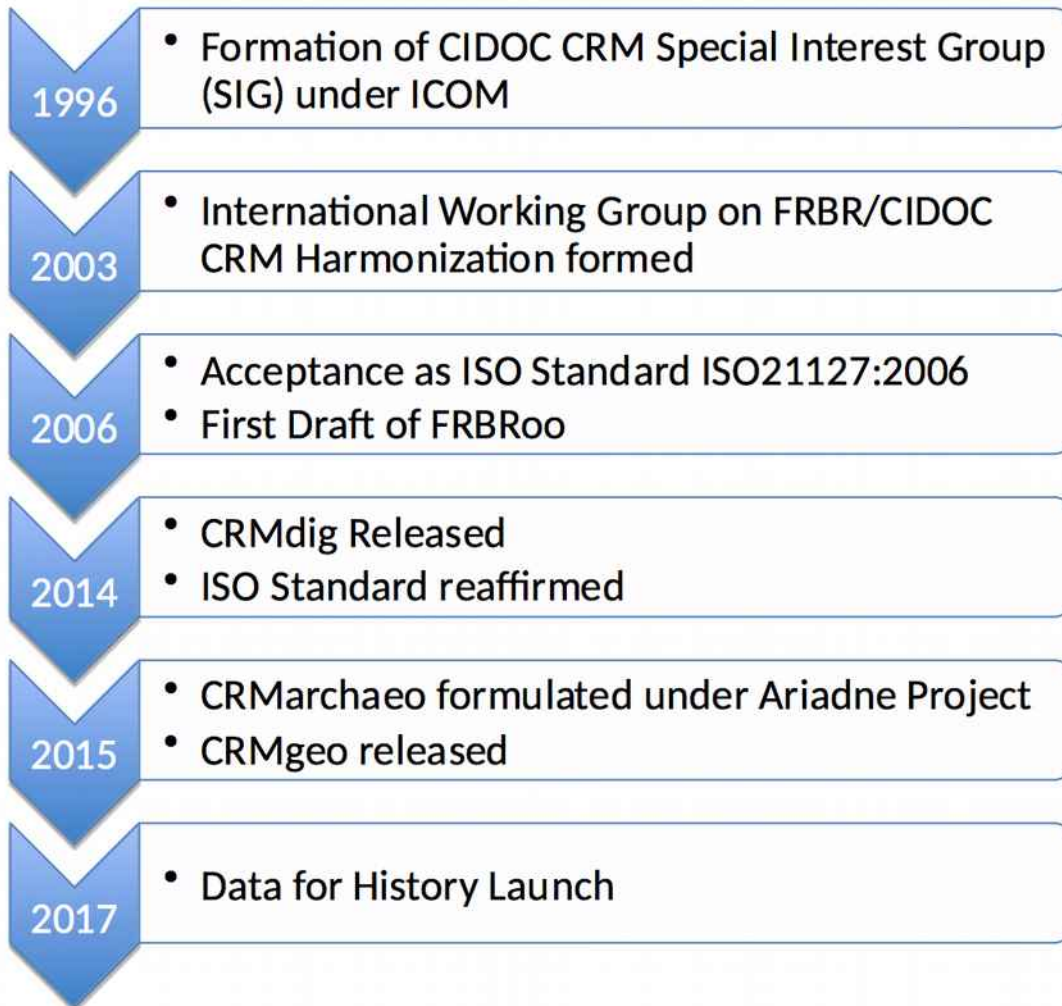 1996
• Formation of CIDOC CRM Special Interest Group
(SIG) under ICOM
2003
• International Working Group on FRBR/CIDOC
CRM Harmonization formed
2006
• Acceptance as ISO Standard ISO21127:2006
• First Draft of FRBRoo
2014
• CRMdig Released
• ISO Standard reaffirmed
2015
• CRMarchaeo formulated under Ariadne Project
• CRMgeo released
2017
• Data for History Launch